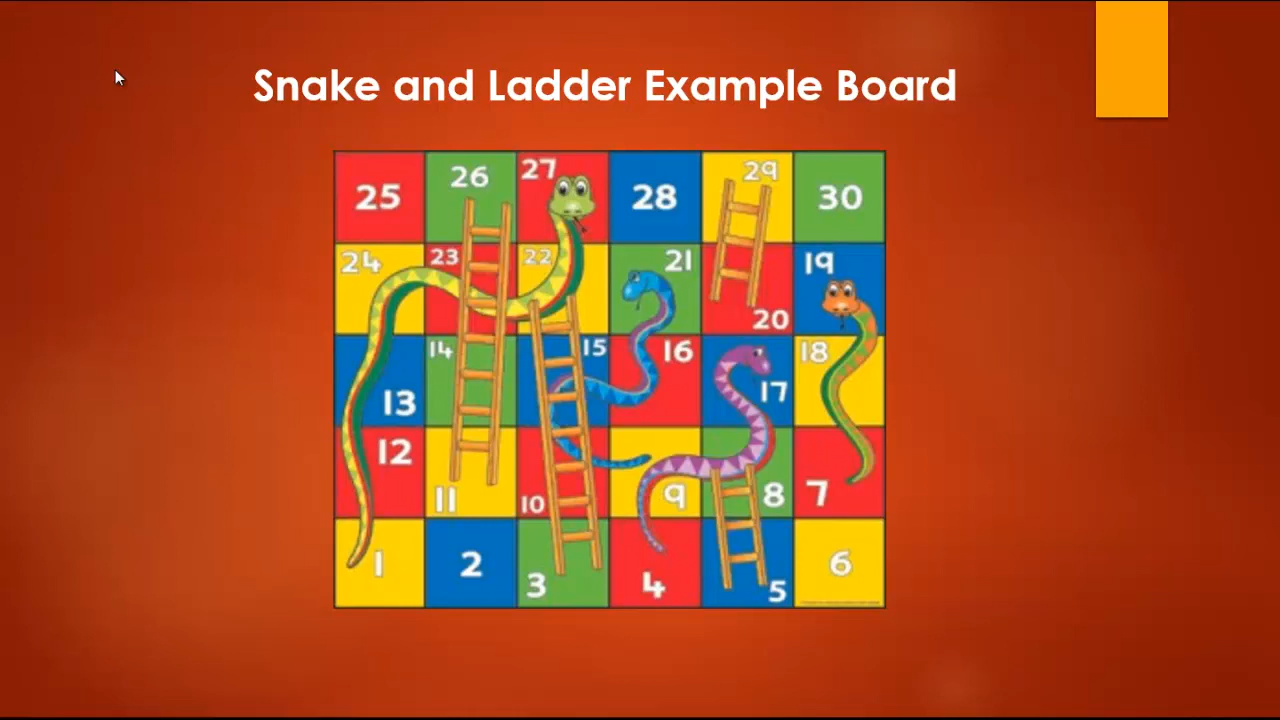 Snake and Ladder Example Board
25 26 27 28 29 30
24 23 22 21 20 19
13 14 15 16 17 18
12 11 10 9 8 7
1 2 3 4 5 6